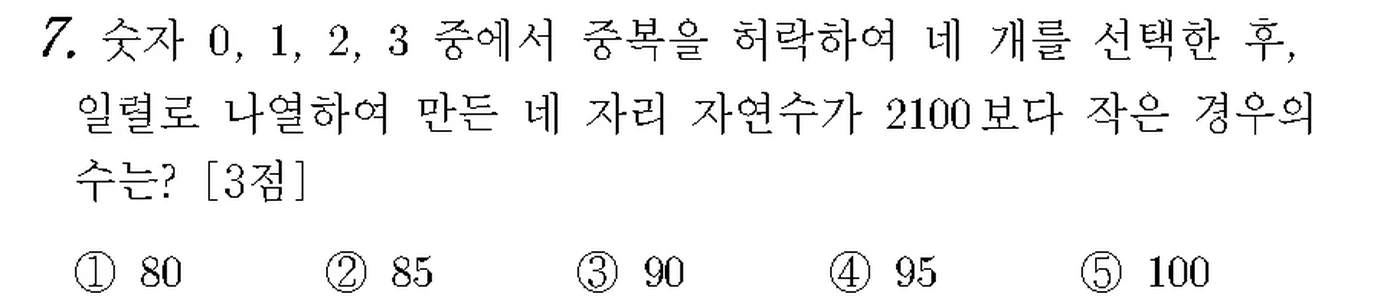 7. 숫자 0, 1, 2, 3 중에서 중복을 허락하여 네 개를 선택한 후,
일렬로 나열하여 만든 네 자리 자연수가 2100보다 작은 경우의
수는? [3점]
① 80 ② 85 ③ 90 ④ 95 ⑤ 100